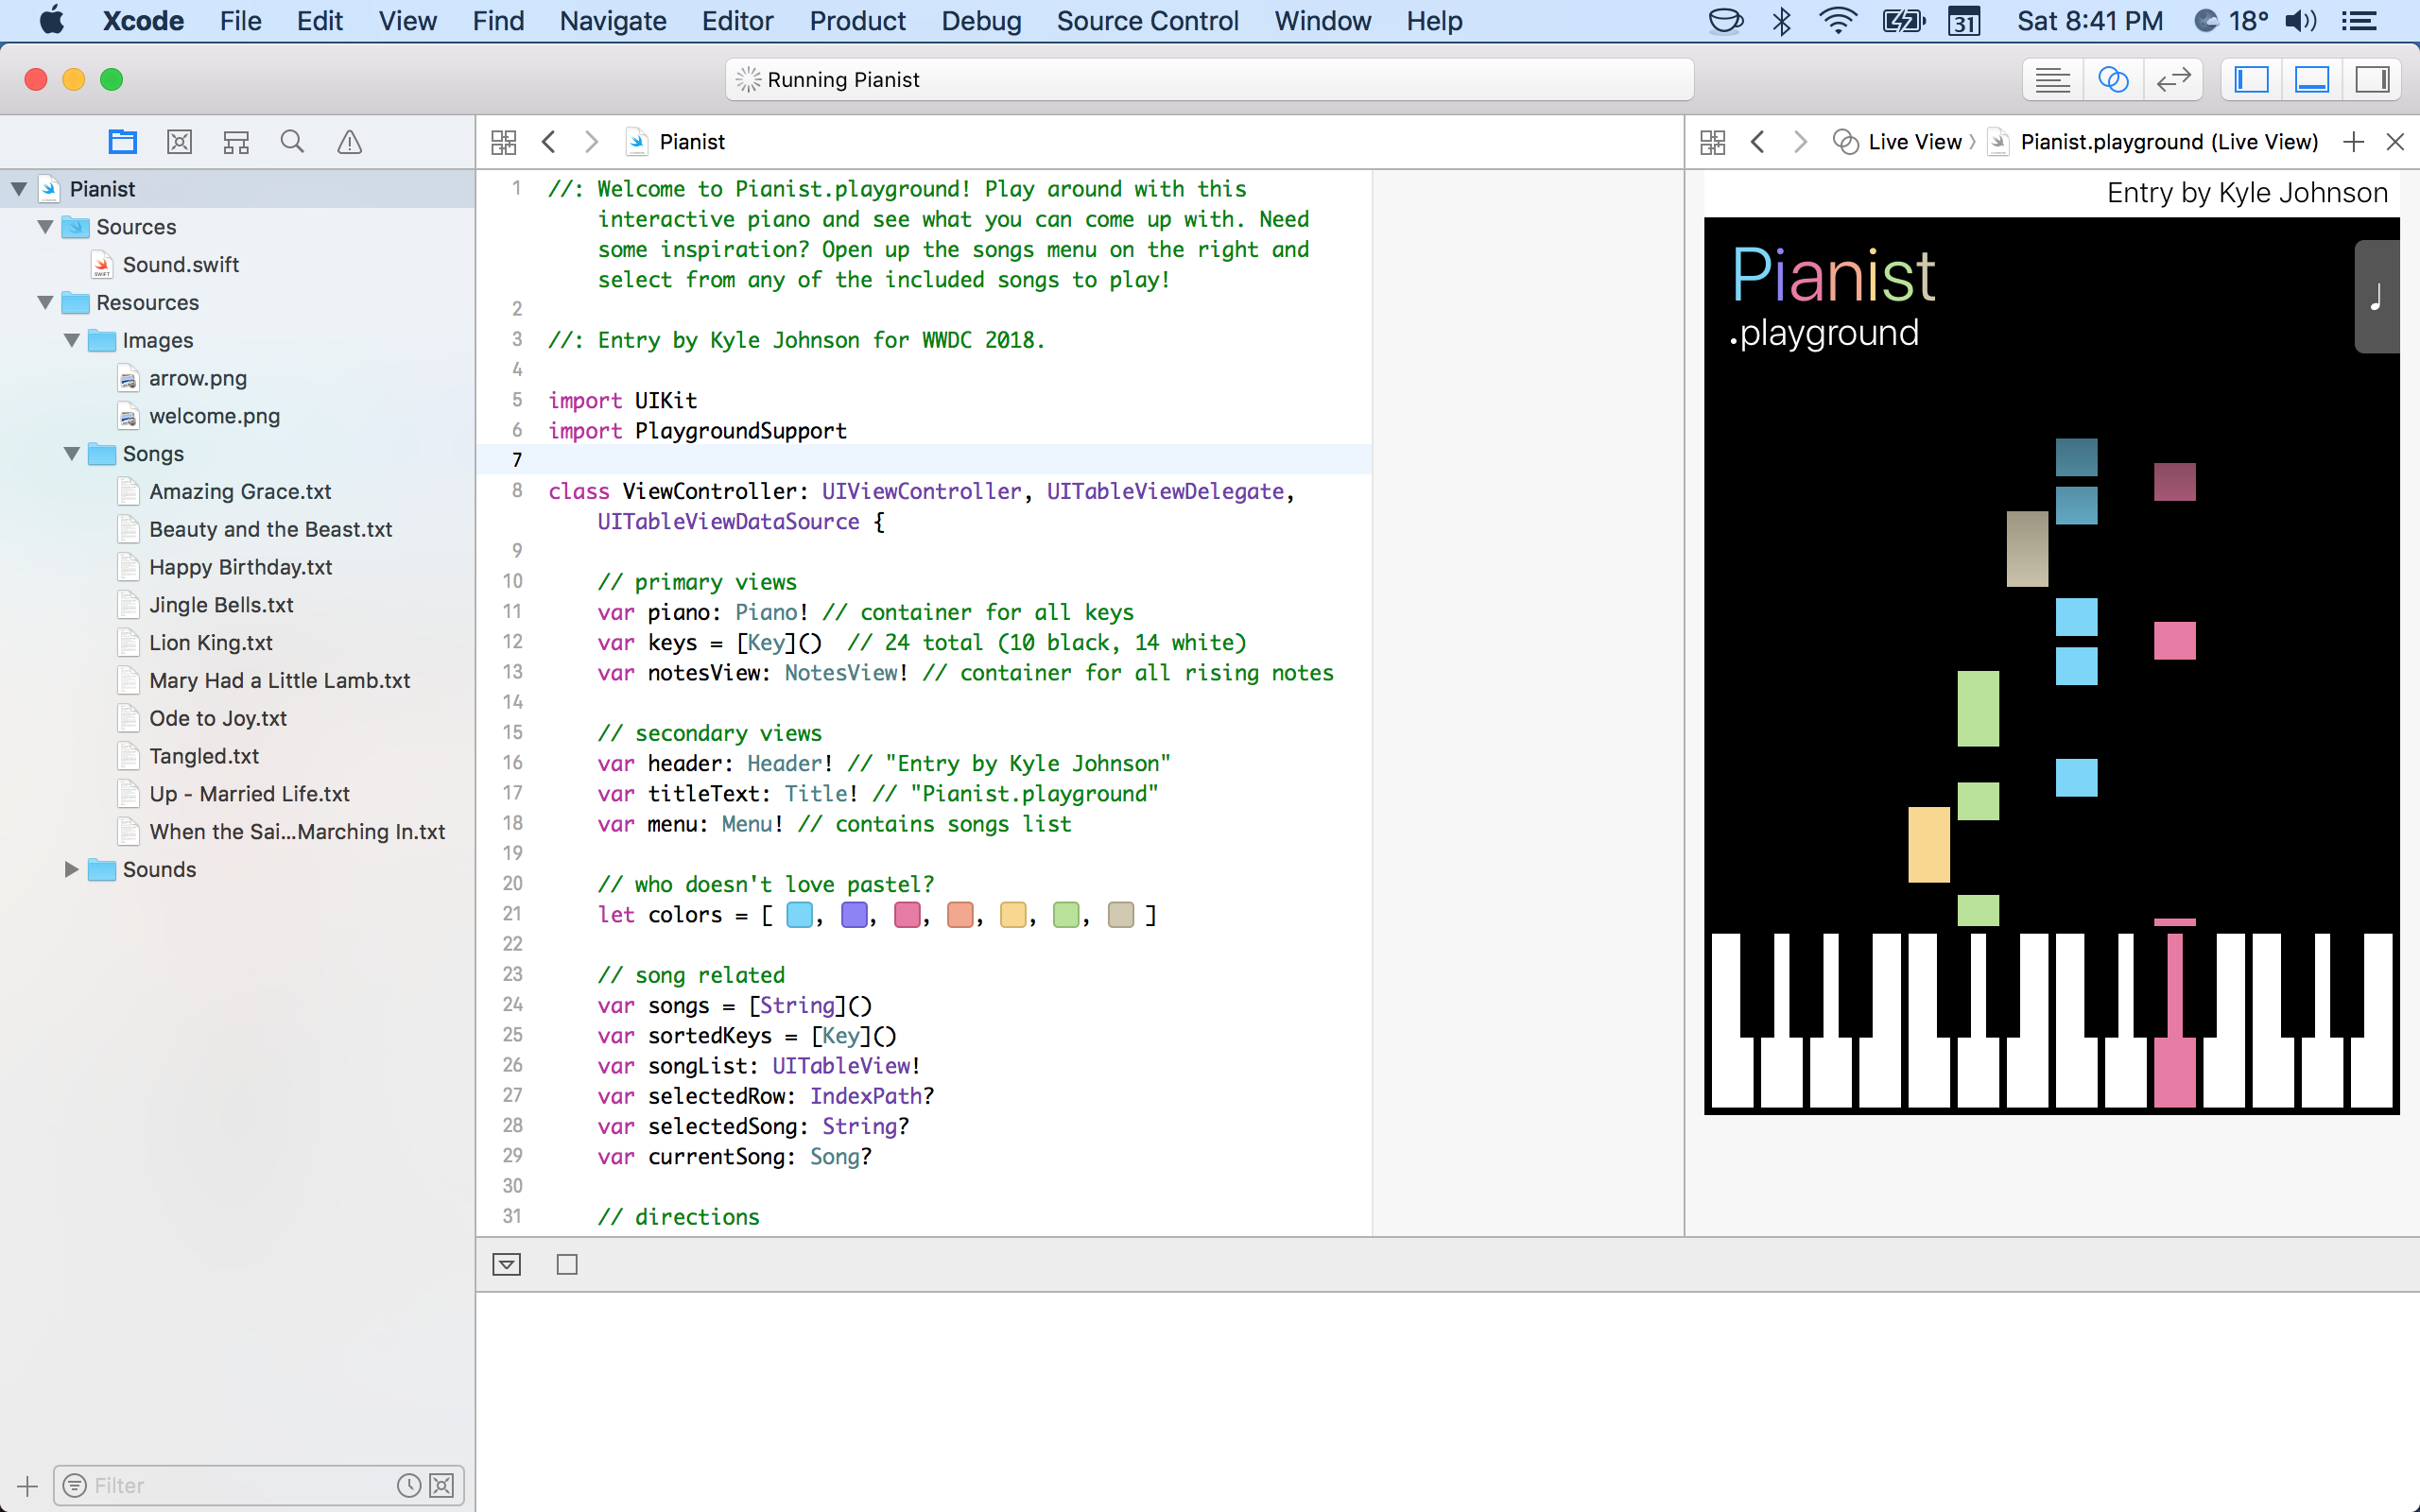 Xcode File Edit View Find Navigate Editor Product Debug Source Control Window Help 31 Sat 8:41 PM 18°
Running Pianist
Pianist
Sources
Sound.swift
Resources
Images
arrow.png
welcome.png
Songs
Amazing Grace.txt
Beauty and the Beast.txt
Happy Birthday.txt
Jingle Bells.txt
Lion King.txt
Mary Had a Little Lamb.txt
Ode to Joy.txt
Tangled.txt
Up - Married Life.txt
When the Sai...Marching In.txt
Sounds
Filter
Pianist
1 //: Welcome to Pianist.playground! Play around with this
interactive piano and see what you can come up with. Need
some inspiration? Open up the songs menu on the right and
select from any of the included songs to play!
2
3 //: Entry by Kyle Johnson for WWDC 2018.
4
5 import UIKit
6 import PlaygroundSupport
7
8 class ViewController: UIViewController, UITableViewDelegate,
UITableViewDataSource {
9
10 // primary views
11 var piano: Piano! // container for all keys
12 var keys = [Key]() // 24 total (10 black, 14 white)
13 var notesView: NotesView! // container for all rising notes
14
15 // secondary views
16 var header: Header! // "Entry by Kyle Johnson"
17 var titleText: Title! // "Pianist.playground"
18 var menu: Menu! // contains songs list
19
20 // who doesn't love pastel?
21 let colors = [ , , , , , , ]
22
23 // song related
24 var songs = [String]()
25 var sortedKeys = [Key]()
26 var songList: UITableView!
27 var selectedRow: IndexPath?
28 var selectedSong: String?
29 var currentSong: Song?
30
31 // directions
Live View 〉 Pianist.playground (Live View)
Entry by Kyle Johnson
Pianist
.playground